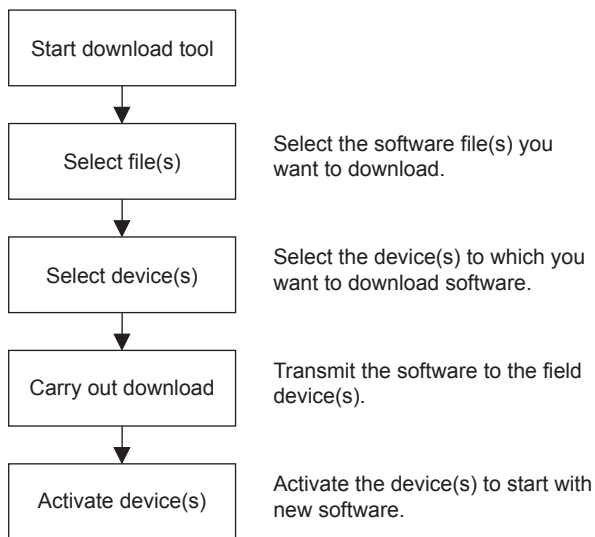 Start download tool
Select file(s)
Select the software file(s) you
want to download.
Select device(s)
Select the device(s) to which you
want to download software.
Carry out download
Transmit the software to the field
device(s).
Activate device(s)
Activate the device(s) to start with
new software.